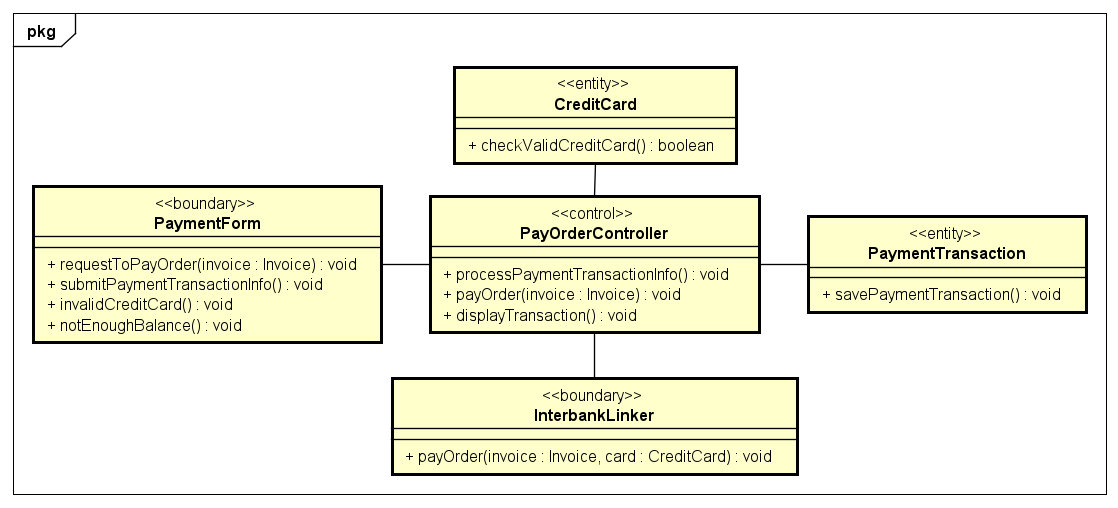 pkg
<<entity>>
CreditCard
+ checkValidCreditCard() : boolean
<<boundary>>
PaymentForm
+ requestToPayOrder(invoice : Invoice) : void
+ submitPaymentTransactionInfo() : void
+ invalidCreditCard() : void
+ notEnoughBalance() : void
<<control>>
PayOrderController
+ processPaymentTransactionInfo() : void
+ payOrder(invoice : Invoice) : void
+ displayTransaction() : void
<<entity>>
PaymentTransaction
+ savePaymentTransaction() : void
<<boundary>>
InterbankLinker
+ payOrder(invoice : Invoice, card : CreditCard) : void